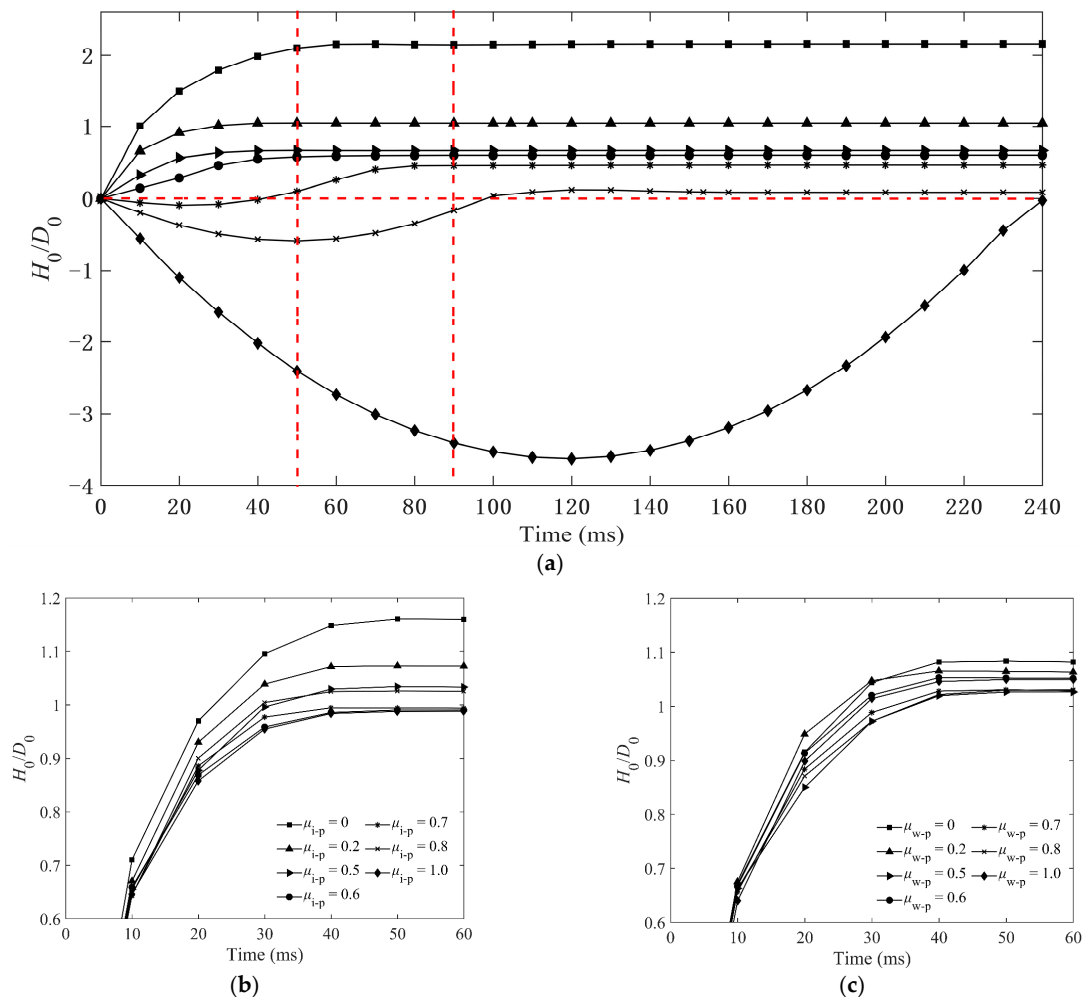 H₀/D₀
2
1
0
−1
−2
−3
−4
0 20 40 60 80 100 120 140 160 180 200 220 240
Time (ms)
(a)
H₀/D₀
1.2
1.1
1
0.9
0.8
0.7
0.6
μi-p = 0 μi-p = 0.7
μi-p = 0.2 μi-p = 0.8
μi-p = 0.5 μi-p = 1.0
μi-p = 0.6
0 10 20 30 40 50 60
Time (ms)
(b)
H₀/D₀
1.2
1.1
1
0.9
0.8
0.7
0.6
μw-p = 0 μw-p = 0.7
μw-p = 0.2 μw-p = 0.8
μw-p = 0.5 μw-p = 1.0
μw-p = 0.6
0 10 20 30 40 50 60
Time (ms)
(c)